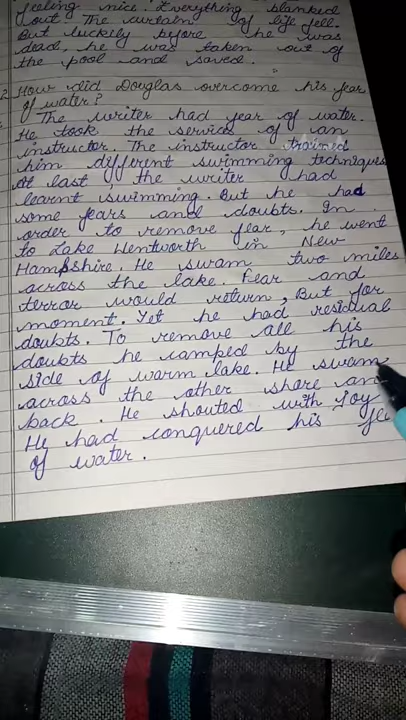 feeling nice. Everything blanked
out. The curtain of life fell.
But luckily before he was
dead, he was taken out of
the pool and saved.
2 How did Douglas overcome his fear
of water?
The writer had year of water.
He took the service of an
instructor. The instructor trained
him different swimming techniques
At last, the writer had
learnt swimming. But he had
some fears and doubts. In
order to remove fear, he went
to Lake Wentworth in New
Hampshire. He swam two miles
across the lake. Fear and
terror would return, But for
moment. Yet he had residual
doubts. To remove all his
doubts he camped by the
side of warm lake. He swam
across the other shore an
back. He shouted with Joy
He had conquered his fe
of water.